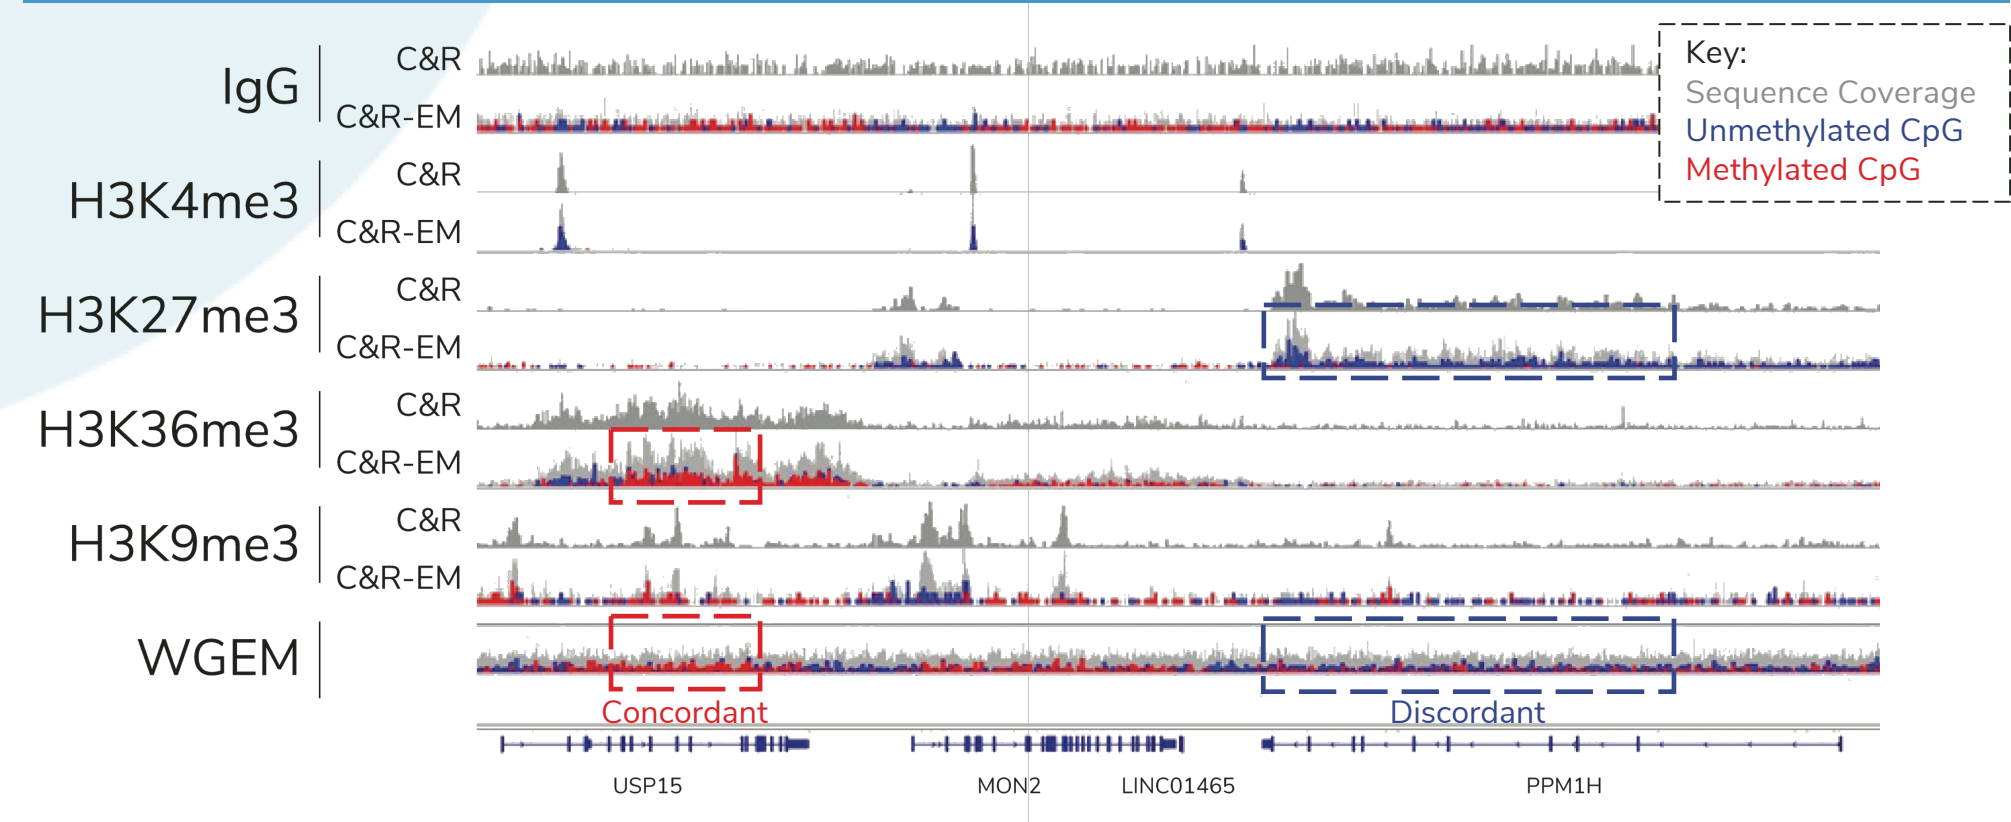 IgG
C&R
C&R-EM
H3K4me3
C&R
C&R-EM
H3K27me3
C&R
C&R-EM
H3K36me3
C&R
C&R-EM
H3K9me3
C&R
C&R-EM
WGEM
Key:
Sequence Coverage
Unmethylated CpG
Methylated CpG
Concordant
Discordant
USP15
MON2
LINC01465
PPM1H